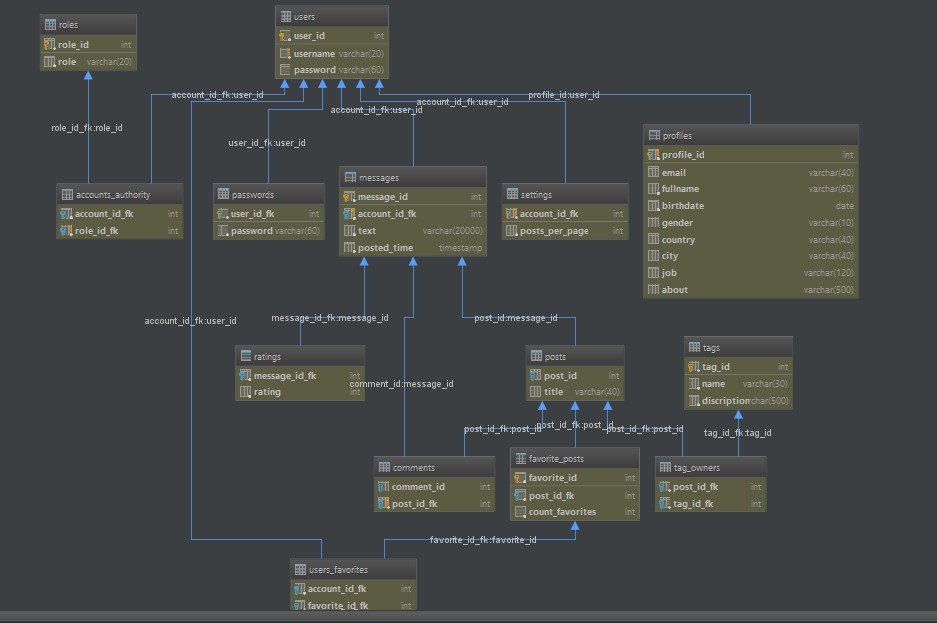 users
user_id int
username varchar(20)
password varchar(60)
roles
role_id int
role varchar(20)
account_id_fk:user_id
account_id_fk:user_id
account_id_fk:user_id
profile_id:user_id
role_id_fk:role_id
user_id_fk:user_id
profiles
profile_id int
email varchar(40)
fullname varchar(60)
birthdate date
gender varchar(10)
country varchar(40)
city varchar(40)
job varchar(120)
about varchar(500)
accounts_authority
account_id_fk int
role_id_fk int
passwords
user_id_fk int
password varchar(60)
messages
message_id int
account_id_fk int
text varchar(20000)
posted_time timestamp
settings
account_id_fk int
posts_per_page int
account_id_fk:user_id
message_id_fk:message_id
post_id:message_id
ratings
message_id_fk int
rating int
comment_id:message_id
posts
post_id int
title varchar(40)
tags
tag_id int
name varchar(30)
discription rchar(500)
post_id_fk:post_id
post_id_fk:post_id
post_id_fk:post_id
tag_id_fk:tag_id
comments
comment_id int
post_id_fk int
favorite_posts
favorite_id int
post_id_fk int
count_favorites int
tag_owners
post_id_fk int
tag_id_fk int
favorite_id_fk:favorite_id
users_favorites
account_id_fk int
favorite_id_fk int